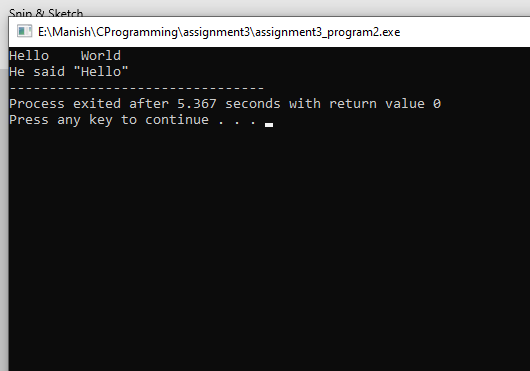 Snip & Sketch
E:\Manish\CProgramming\assignment3\assignment3_program2.exe
Hello    World
He said "Hello"
--------------------------------
Process exited after 5.367 seconds with return value 0
Press any key to continue . . .